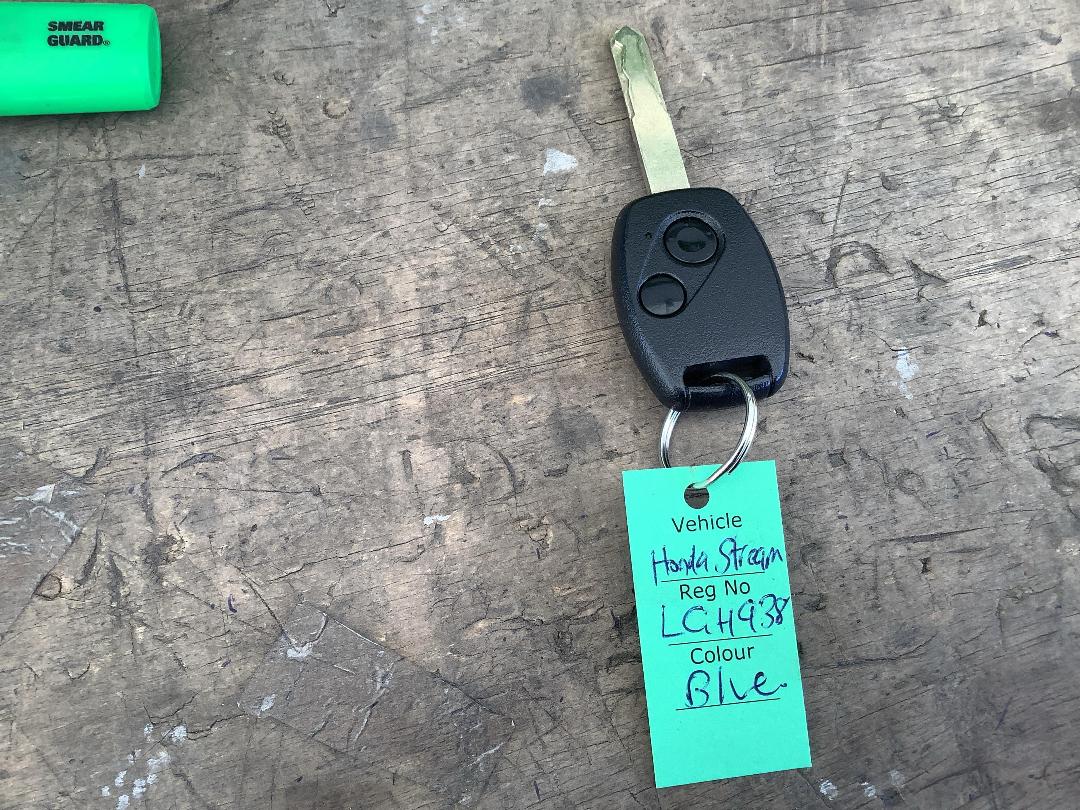 SMEAR
GUARD®
Vehicle
Honda Stream
Reg No
LGH938
Colour
Blue